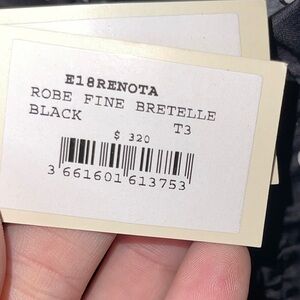 E18RENOTA
ROBE FINE BRETELLE
BLACK T3
$ 320
3 661601 613753